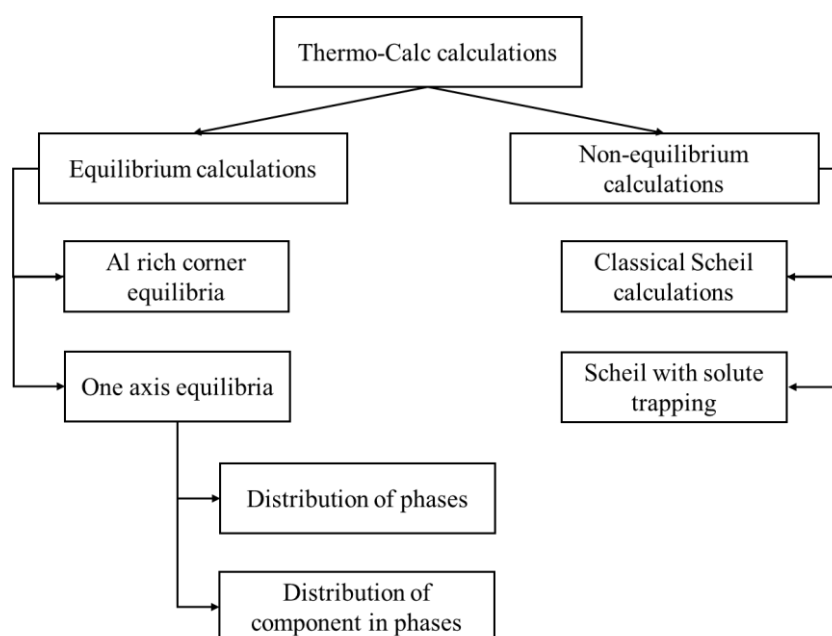 Thermo-Calc calculations
Equilibrium calculations
Non-equilibrium
calculations
Al rich corner
equilibria
Classical Scheil
calculations
One axis equilibria
Scheil with solute
trapping
Distribution of phases
Distribution of
component in phases